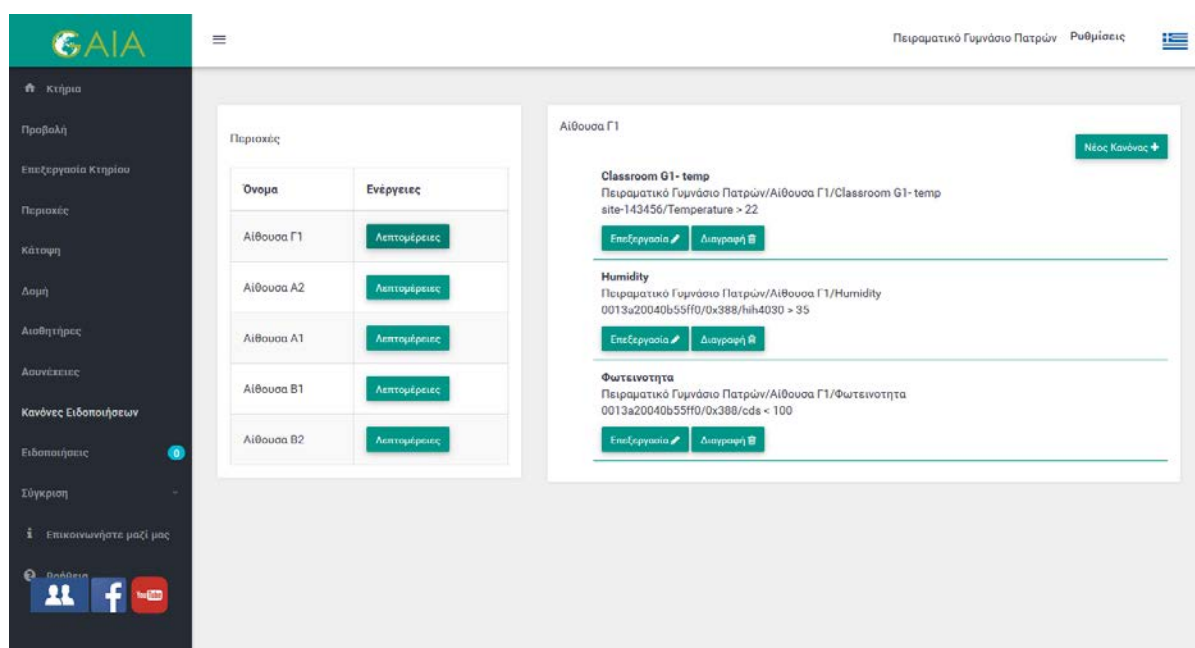 GAIA
Πειραματικό Γυμνάσιο Πατρών Ρυθμίσεις
Κτήρια
Προβολή
Επεξεργασία Κτηρίου
Περιοχές
Κάτοψη
Δομή
Αισθητήρες
Ασυνέχειες
Κανόνες Ειδοποιήσεων
Ειδοποιήσεις 0
Σύγκριση
i Επικοινωνήστε μαζί μας
Βοήθεια
You Tube
Περιοχές
Όνομα Ενέργειες
Αίθουσα Γ1 Λεπτομέρειες
Αίθουσα Α2 Λεπτομέρειες
Αίθουσα Α1 Λεπτομέρειες
Αίθουσα Β1 Λεπτομέρειες
Αίθουσα Β2 Λεπτομέρειες
Αίθουσα Γ1
Νέος Κανόνας +
Classroom G1- temp
Πειραματικό Γυμνάσιο Πατρών/Αίθουσα Γ1/Classroom G1- temp
site-143456/Temperature > 22
Επεξεργασία Διαγραφή
Humidity
Πειραματικό Γυμνάσιο Πατρών/Αίθουσα Γ1/Humidity
0013a20040b55ff0/0x388/hih4030 > 35
Επεξεργασία Διαγραφή
Φωτεινοτητα
Πειραματικό Γυμνάσιο Πατρών/Αίθουσα Γ1/Φωτεινοτητα
0013a20040b55ff0/0x388/cds < 100
Επεξεργασία Διαγραφή